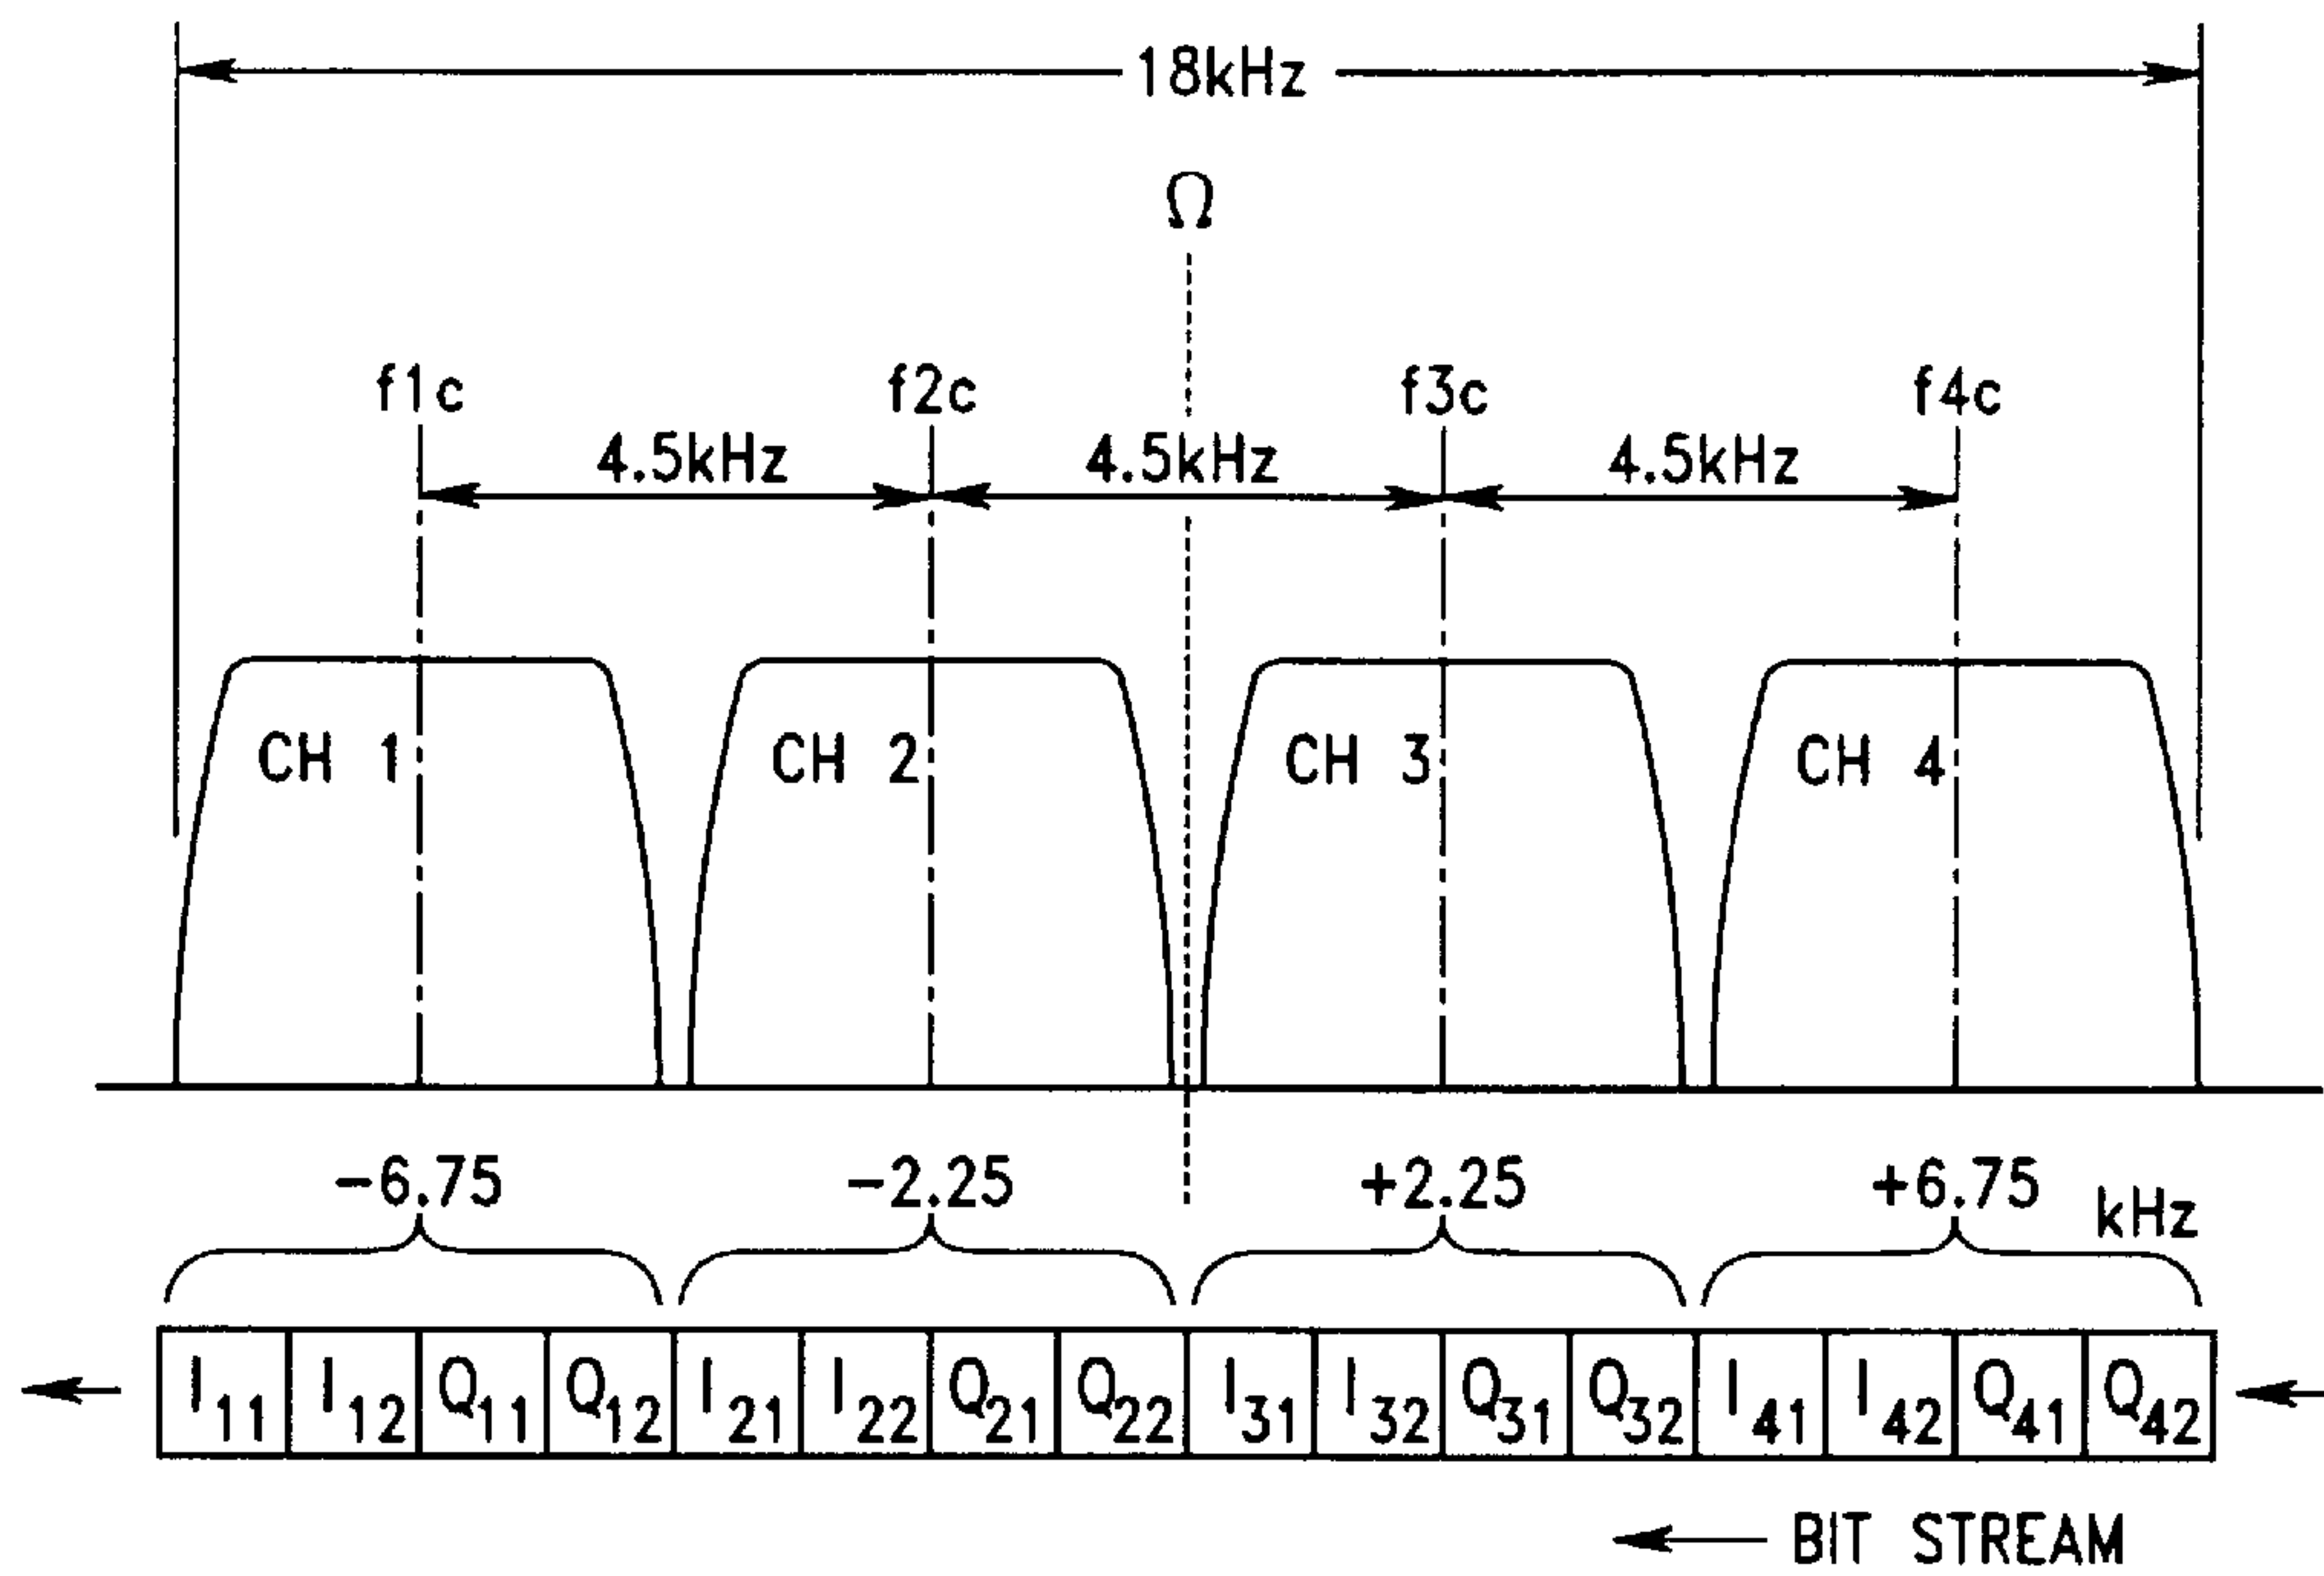 18kHz
Ω
f1c f2c f3c f4c
4.5kHz 4.5kHz 4.5kHz
CH 1 CH 2 CH 3 CH 4
-6.75 -2.25 +2.25 +6.75 kHz
I11 I12 Q11 Q12 I21 I22 Q21 Q22 I31 I32 Q31 Q32 I41 I42 Q41 Q42
BIT STREAM